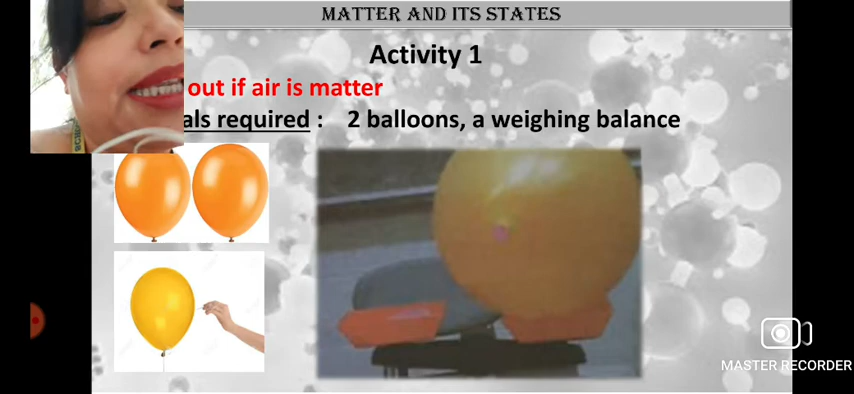 MATTER AND ITS STATES
Activity 1
out if air is matter
als required : 2 balloons, a weighing balance
MASTER RECORDER